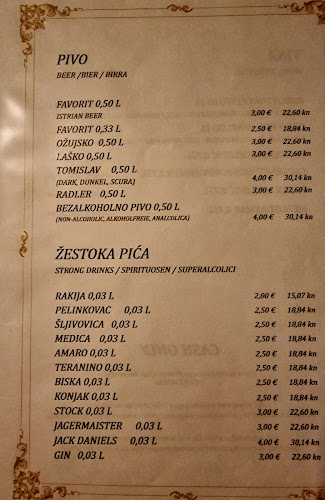 PIVO
BEER /BIER / BIRRA
FAVORIT 0,50 L
ISTRIAN BEER 3,00 € 22,60 kn
FAVORIT 0,33 L 2,50 € 18,84 kn
OŽUJSKO 0,50 L 3,00 € 22,60 kn
LAŠKO 0,50 L 3,00 € 22,60 kn
TOMISLAV 0,50 L
(DARK, DUNKEL, SCURA) 4,00 € 30,14 kn
RADLER 0,50 L 3,00 € 22,60 kn
BEZALKOHOLNO PIVO 0,50 L
(NON-ALCOHOLIC, ALKOHOLFREIE, ANALCOLICA) 4,00 € 30,14 kn
ŽESTOKA PIĆA
STRONG DRINKS / SPIRITUOSEN / SUPERALCOLICI
RAKIJA 0,03 L 2,00 € 15,07 kn
PELINKOVAC 0,03 L 2,50 € 18,84 kn
ŠLJIVOVICA 0,03 L 2,50 € 18,84 kn
MEDICA 0,03 L 2,50 € 18,84 kn
AMARO 0,03 L 2,50 € 18,84 kn
TERANINO 0,03 L 2,50 € 18,84 kn
BISKA 0,03 L 2,50 € 18,84 kn
KONJAK 0,03 L 2,50 € 18,84 kn
STOCK 0,03 L 3,00 € 22,60 kn
JAGERMAISTER 0,03 L 3,00 € 22,60 kn
JACK DANIELS 0,03 L 4,00 € 30,14 kn
GIN 0,03 L 3,00 € 22,60 kn